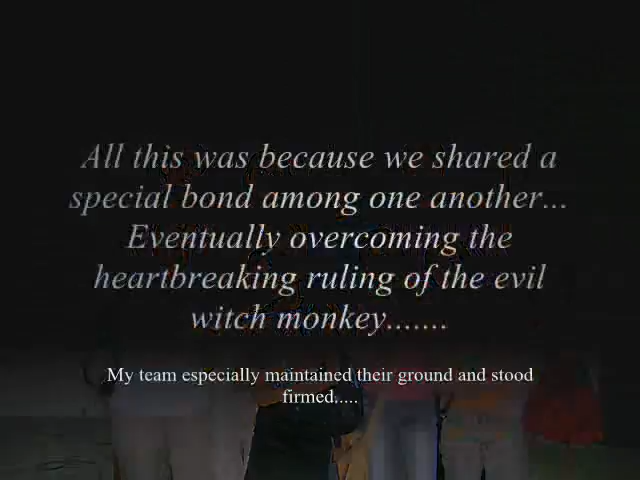 All this was because we shared a
special bond among one another...
Eventually overcoming the
heartbreaking ruling of the evil
witch monkey.......
My team especially maintained their ground and stood
firmed.....